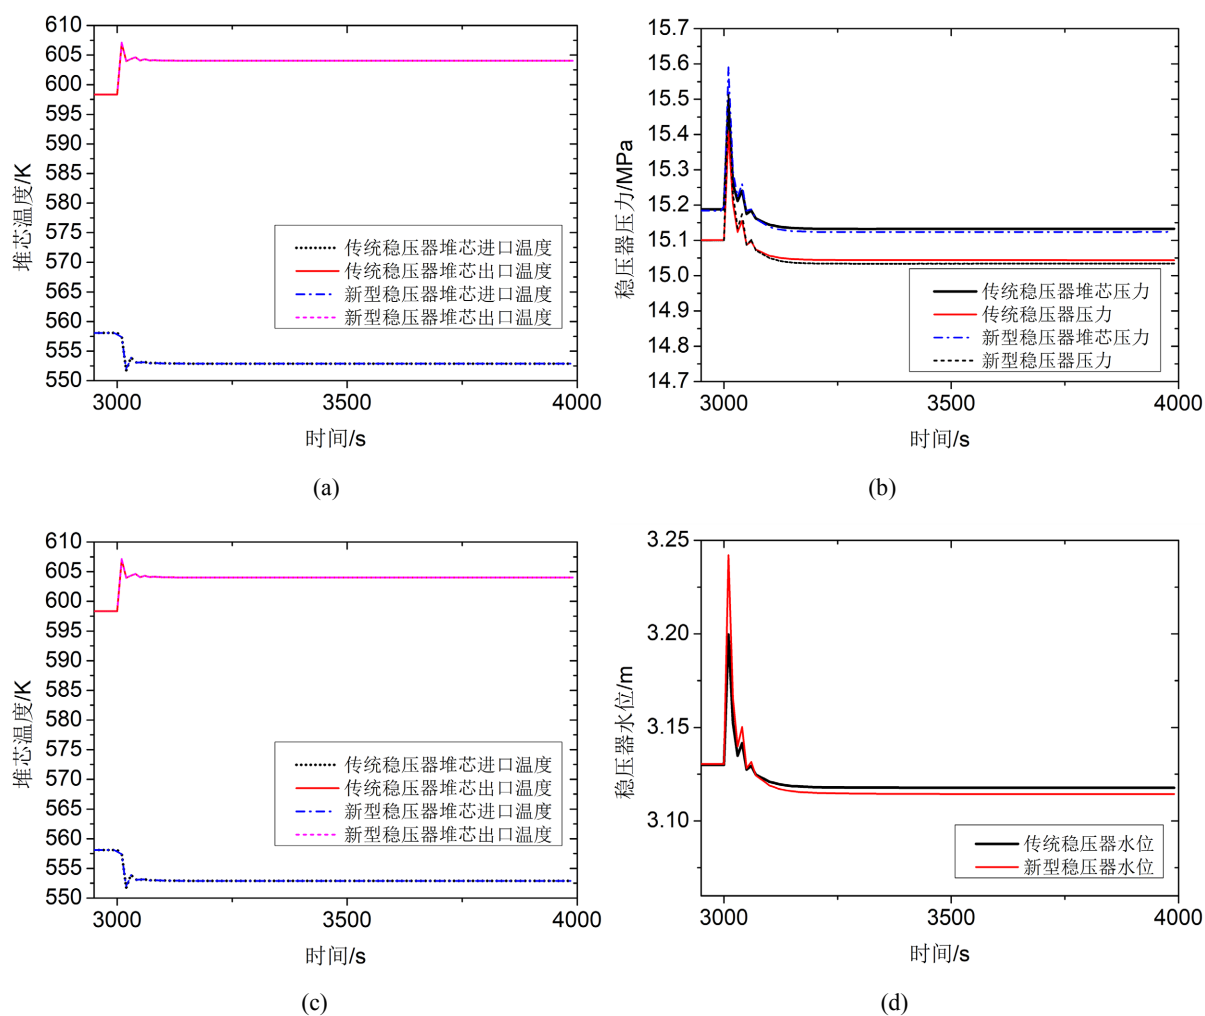 610
605
600
595
590
585
580
575
570
565
560
555
550
堆芯温度/K
传统稳压器堆芯进口温度
传统稳压器堆芯出口温度
新型稳压器堆芯进口温度
新型稳压器堆芯出口温度
3000
3500
4000
时间/s
(a)
15.7
15.6
15.5
15.4
15.3
15.2
15.1
15.0
14.9
14.8
14.7
稳压器压力/MPa
传统稳压器堆芯压力
传统稳压器压力
新型稳压器堆芯压力
新型稳压器压力
3000
3500
4000
时间/s
(b)
610
605
600
595
590
585
580
575
570
565
560
555
550
堆芯温度/K
传统稳压器堆芯进口温度
传统稳压器堆芯出口温度
新型稳压器堆芯进口温度
新型稳压器堆芯出口温度
3000
3500
4000
时间/s
(c)
3.25
3.20
3.15
3.10
稳压器水位/m
传统稳压器水位
新型稳压器水位
3000
3500
4000
时间/s
(d)